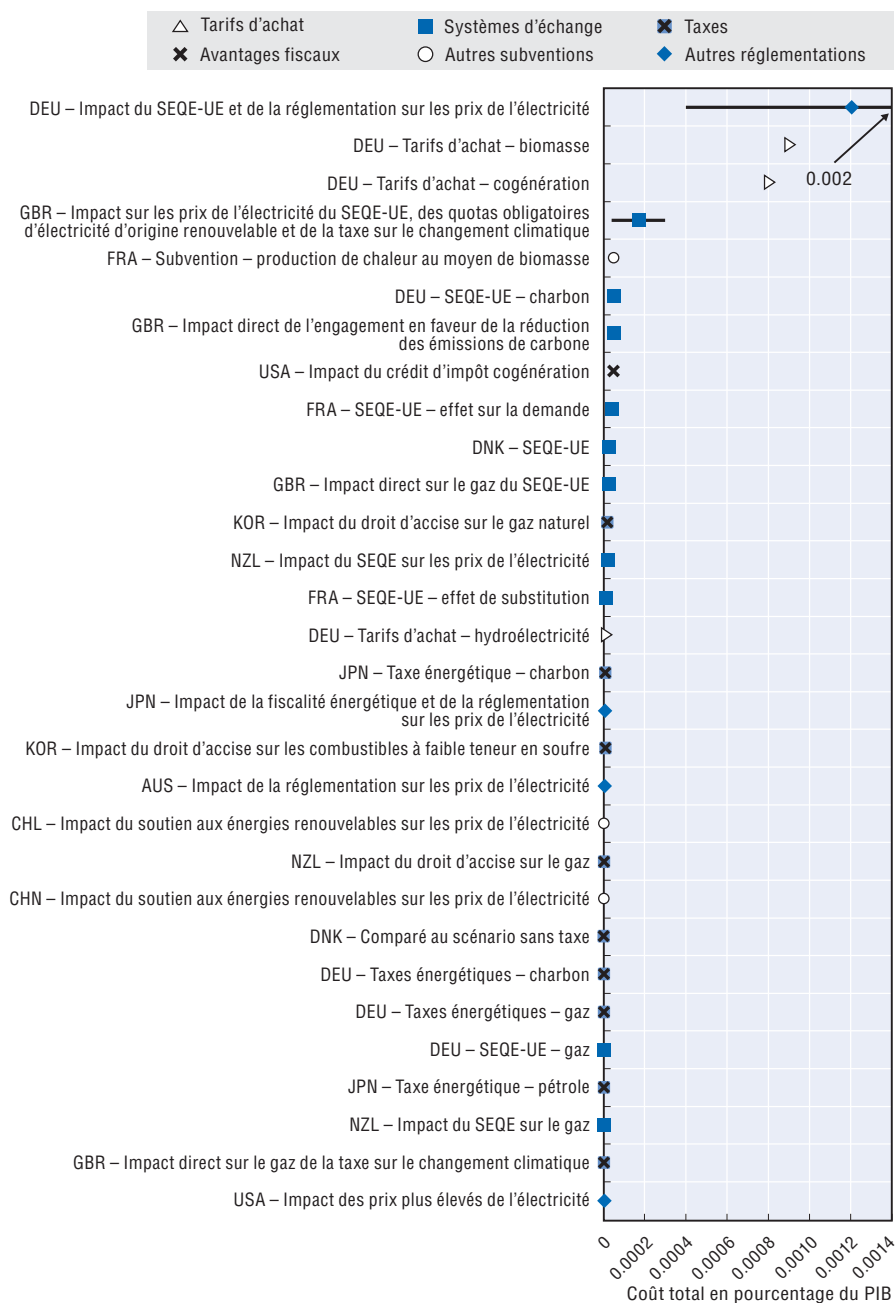 Tarifs d'achat
Systèmes d'échange
Taxes
Avantages fiscaux
Autres subventions
Autres réglementations
DEU – Impact du SEQE-UE et de la réglementation sur les prix de l'électricité
DEU – Tarifs d'achat – biomasse
DEU – Tarifs d'achat – cogénération
0.002
GBR – Impact sur les prix de l'électricité du SEQE-UE, des quotas obligatoires
d'électricité d'origine renouvelable et de la taxe sur le changement climatique
FRA – Subvention – production de chaleur au moyen de biomasse
DEU – SEQE-UE – charbon
GBR – Impact direct de l'engagement en faveur de la réduction
des émissions de carbone
USA – Impact du crédit d'impôt cogénération
FRA – SEQE-UE – effet sur la demande
DNK – SEQE-UE
GBR – Impact direct sur le gaz du SEQE-UE
KOR – Impact du droit d'accise sur le gaz naturel
NZL – Impact du SEQE sur les prix de l'électricité
FRA – SEQE-UE – effet de substitution
DEU – Tarifs d'achat – hydroélectricité
JPN – Taxe énergétique – charbon
JPN – Impact de la fiscalité énergétique et de la réglementation
sur les prix de l'électricité
KOR – Impact du droit d'accise sur les combustibles à faible teneur en soufre
AUS – Impact de la réglementation sur les prix de l'électricité
CHL – Impact du soutien aux énergies renouvelables sur les prix de l'électricité
NZL – Impact du droit d'accise sur le gaz
CHN – Impact du soutien aux énergies renouvelables sur les prix de l'électricité
DNK – Comparé au scénario sans taxe
DEU – Taxes énergétiques – charbon
DEU – Taxes énergétiques – gaz
DEU – SEQE-UE – gaz
JPN – Taxe énergétique – pétrole
NZL – Impact du SEQE sur le gaz
GBR – Impact direct sur le gaz de la taxe sur le changement climatique
USA – Impact des prix plus élevés de l'électricité
0
0.0002
0.0004
0.0006
0.0008
0.0010
0.0012
0.0014
Coût total en pourcentage du PIB